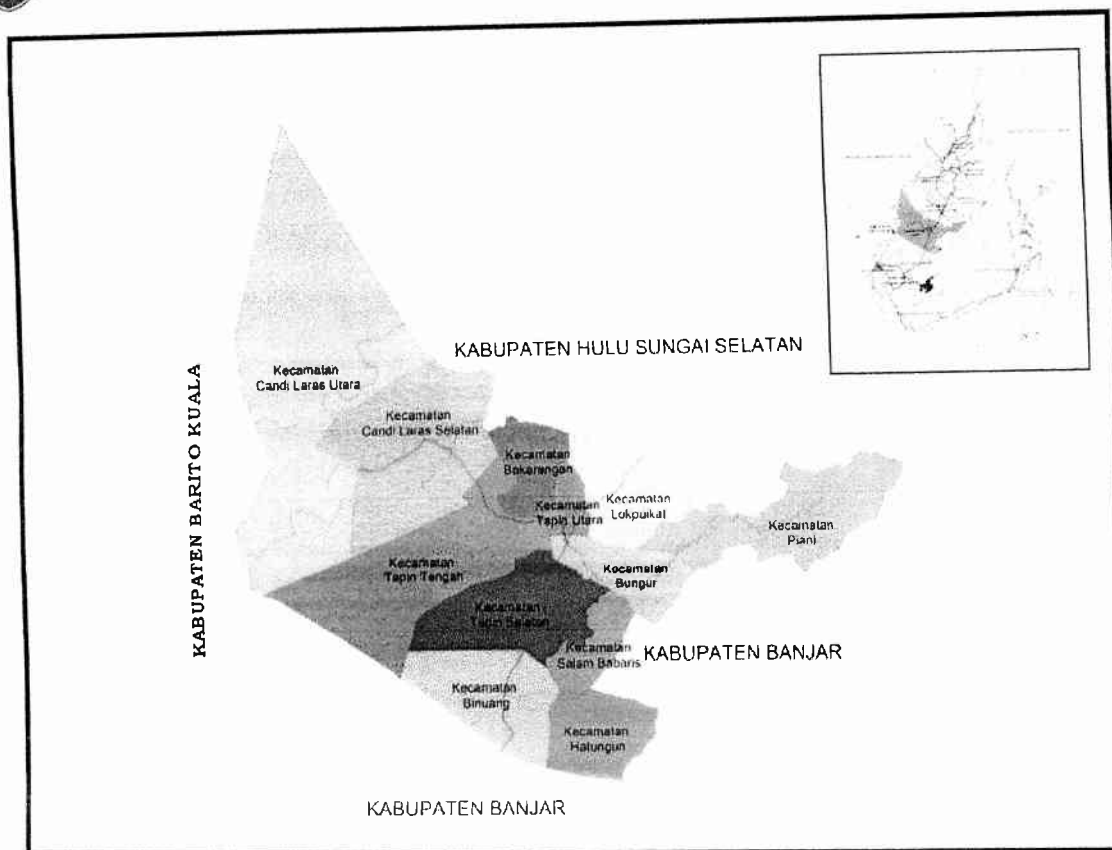 KABUPATEN HULU SUNGAI SELATAN
KABUPATEN BARITO KUALA
Kecamatan
Candi Laras Utara
Kecamatan
Candi Laras Selatan
Kecamatan
Bakarangan
Kecamatan
Tapin Utara
Kecamatan
Lokpaikat
Kecamatan
Piani
Kecamatan
Tapin Tengah
Kecamatan
Bungur
Kecamatan
Tapin Selatan
Kecamatan
Salam Babaris
KABUPATEN BANJAR
Kecamatan
Binuang
Kecamatan
Hatungun
KABUPATEN BANJAR